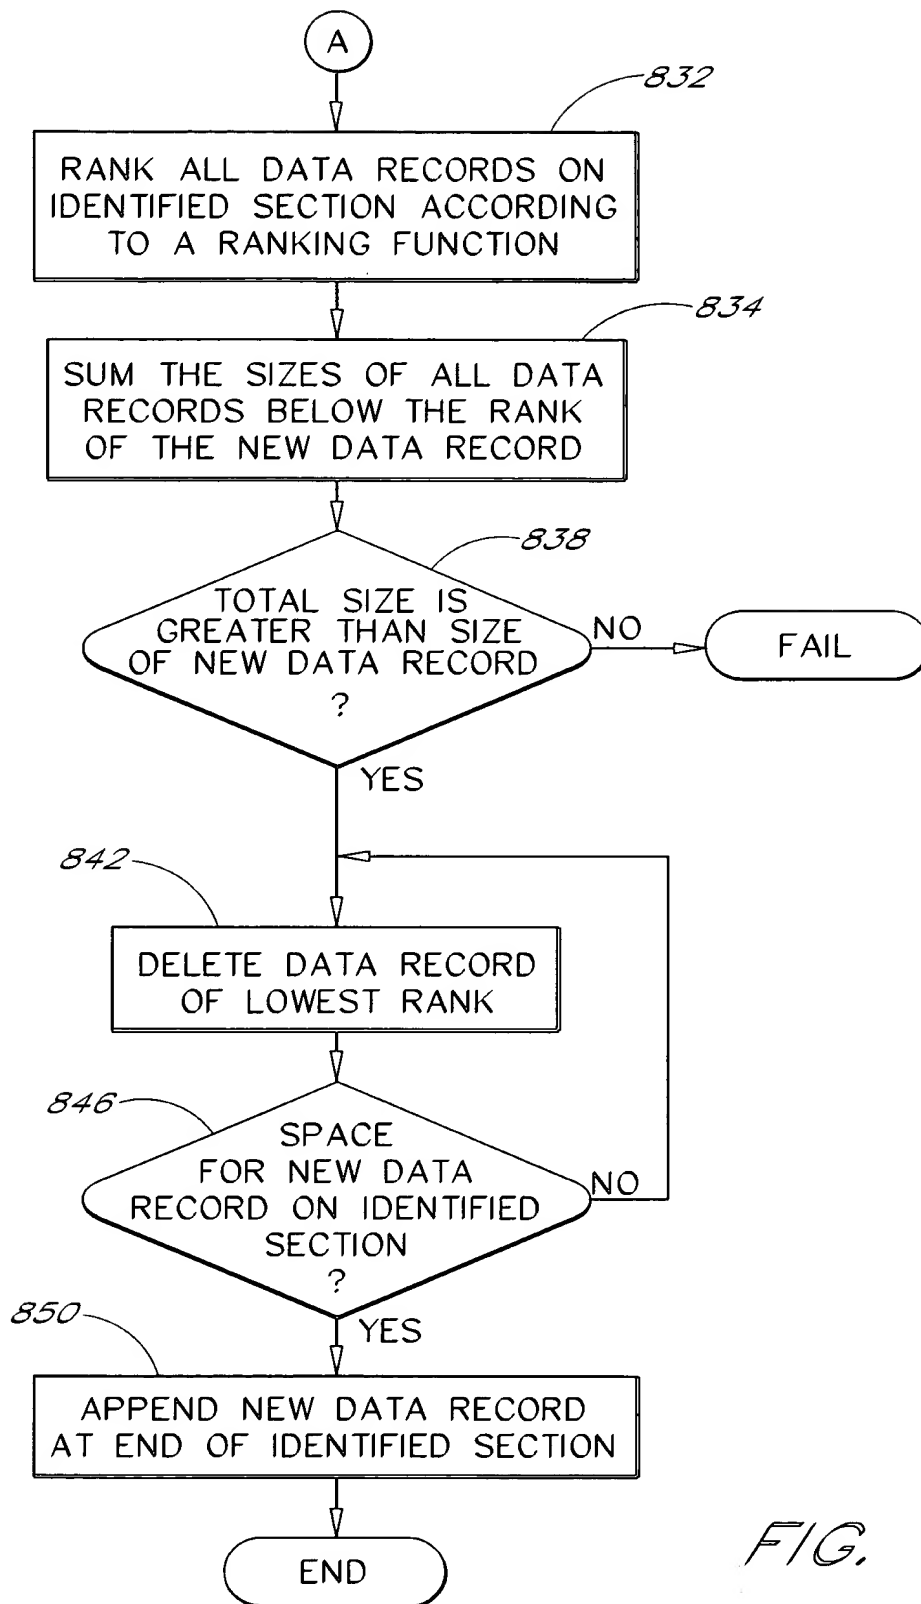 A
832
RANK ALL DATA RECORDS ON
IDENTIFIED SECTION ACCORDING
TO A RANKING FUNCTION
834
SUM THE SIZES OF ALL DATA
RECORDS BELOW THE RANK
OF THE NEW DATA RECORD
838
TOTAL SIZE IS
GREATER THAN SIZE
OF NEW DATA RECORD
?
NO
FAIL
YES
842
DELETE DATA RECORD
OF LOWEST RANK
846
SPACE
FOR NEW DATA
RECORD ON IDENTIFIED
SECTION
?
NO
YES
850
APPEND NEW DATA RECORD
AT END OF IDENTIFIED SECTION
END
FIG.